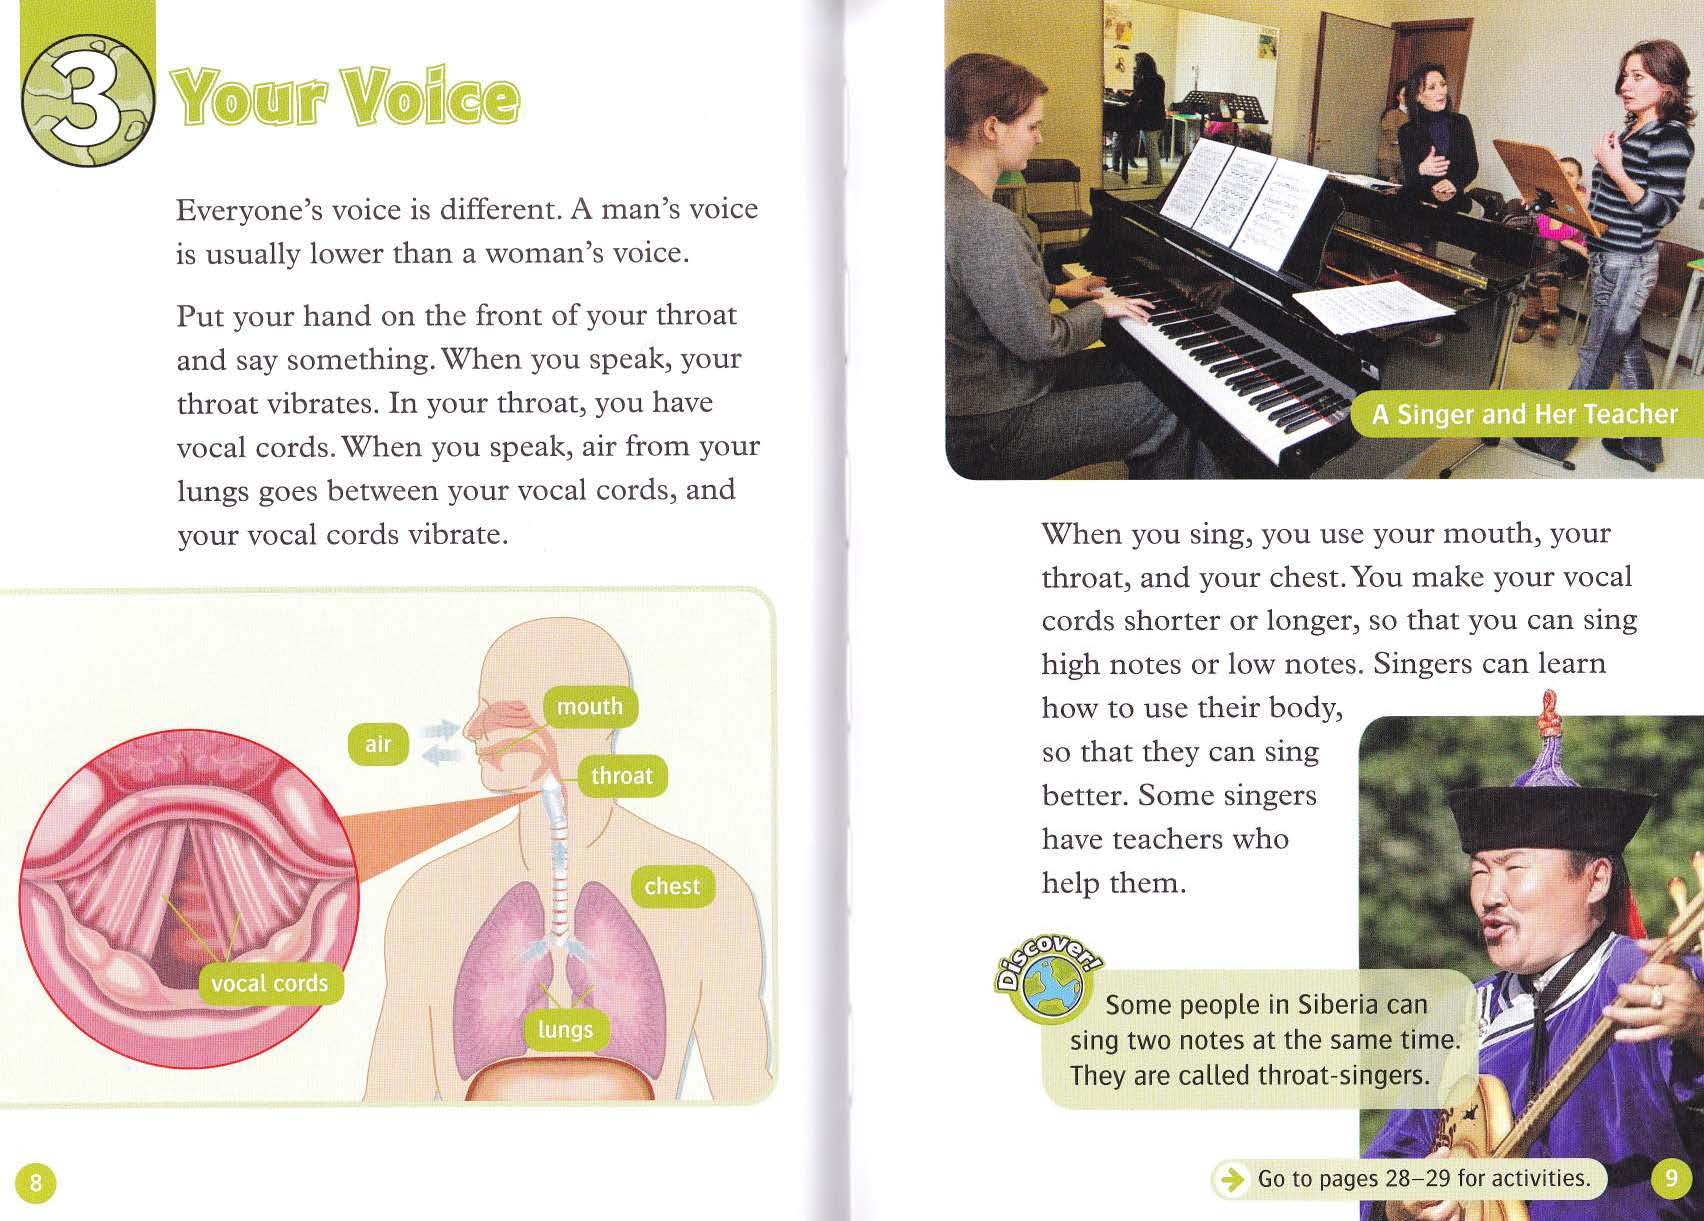 3
Your Voice
Everyone's voice is different. A man's voice
is usually lower than a woman's voice.
Put your hand on the front of your throat
and say something. When you speak, your
throat vibrates. In your throat, you have
vocal cords. When you speak, air from your
lungs goes between your vocal cords, and
your vocal cords vibrate.
mouth
air
throat
chest
vocal cords
lungs
8
A Singer and Her Teacher
When you sing, you use your mouth, your
throat, and your chest. You make your vocal
cords shorter or longer, so that you can sing
high notes or low notes. Singers can learn
how to use their body,
so that they can sing
better. Some singers
have teachers who
help them.
Discover!
Some people in Siberia can
sing two notes at the same time.
They are called throat-singers.
Go to pages 28–29 for activities.
9